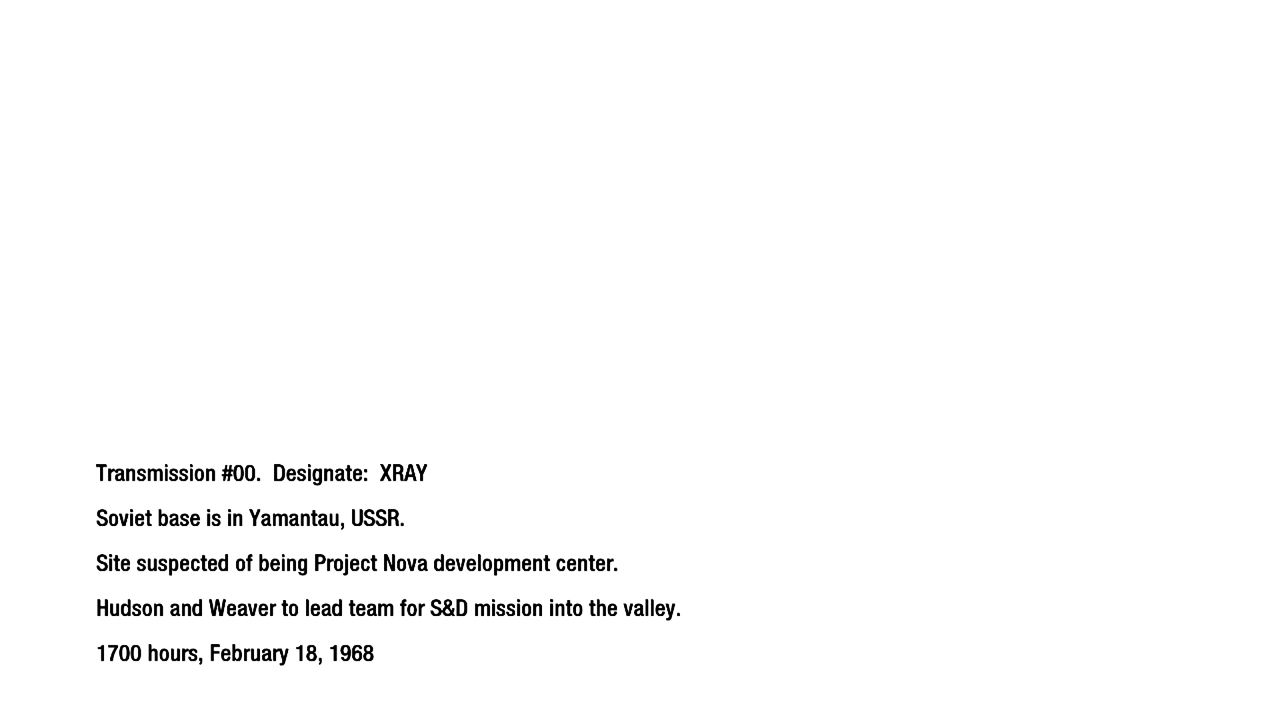 Transmission #00.  Designate:  XRAY
Soviet base is in Yamantau, USSR.
Site suspected of being Project Nova development center.
Hudson and Weaver to lead team for S&D mission into the valley.
1700 hours, February 18, 1968